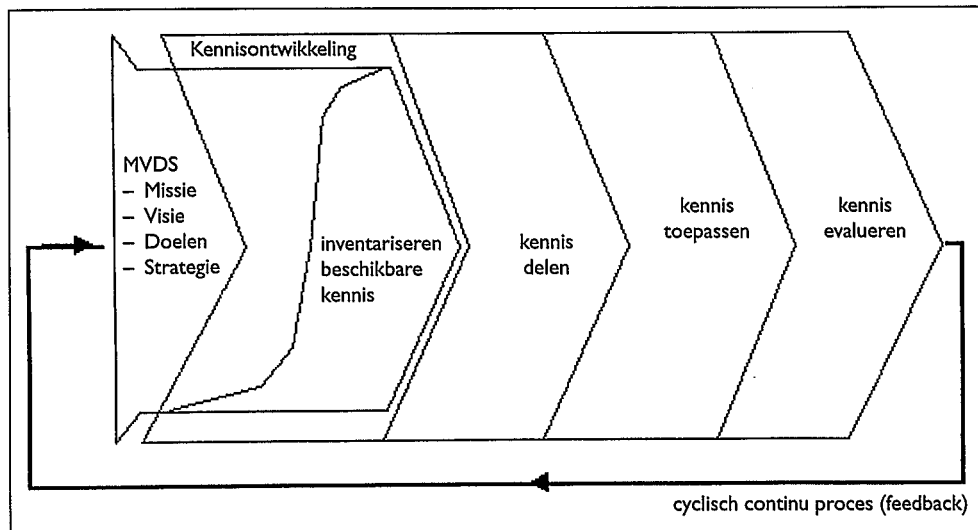 Kennisontwikkeling
MVDS
– Missie
– Visie
– Doelen
– Strategie
inventariseren
beschikbare
kennis
kennis
delen
kennis
toepassen
kennis
evalueren
cyclisch continu proces (feedback)